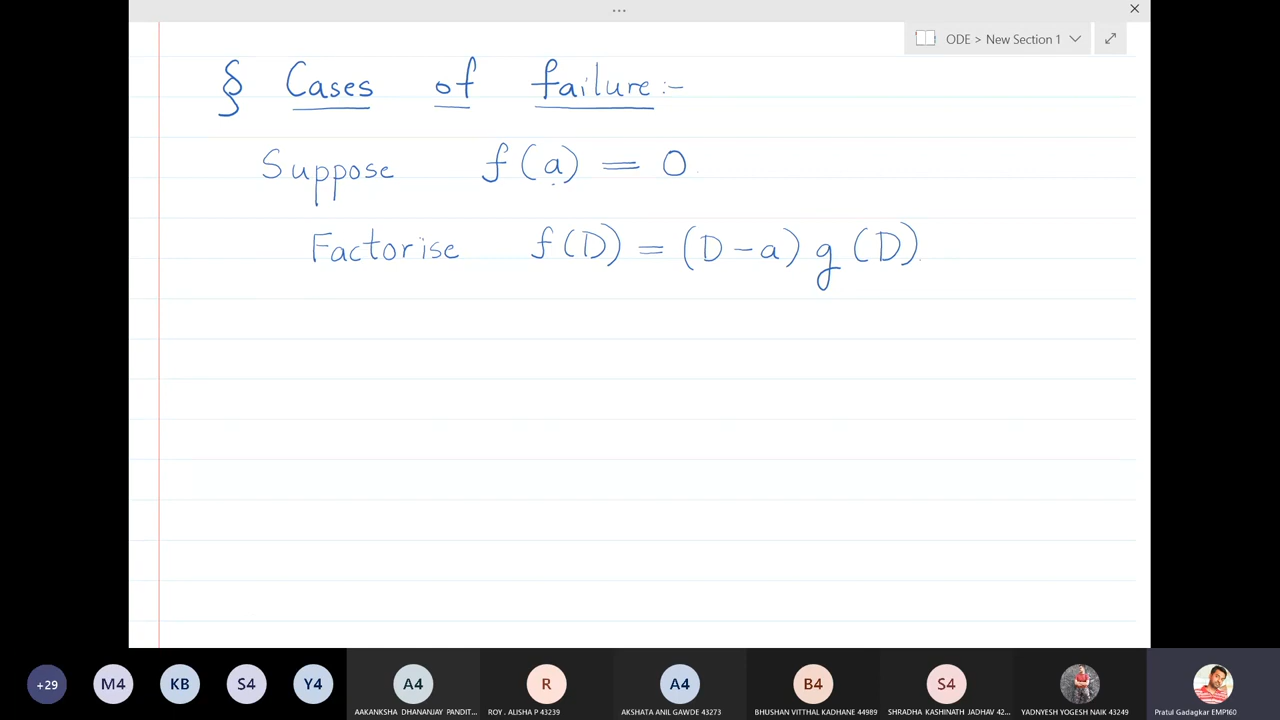 ODE > New Section 1
§ Cases of failure:-
Suppose f(a) = 0
Factorise f(D) = (D-a) g(D).
+29
M4
KB
S4
Y4
A4
R
A4
B4
S4
AAKANKSHA DHANANJAY PANDIT...
ROY . ALISHA P 43239
AKSHATA ANIL GAWDE 43273
BHUSHAN VITTHAL KADHANE 44989
SHRADHA KASHINATH JADHAV 42...
YADNYESH YOGESH NAIK 43249
Pratul Gadagkar EMP160